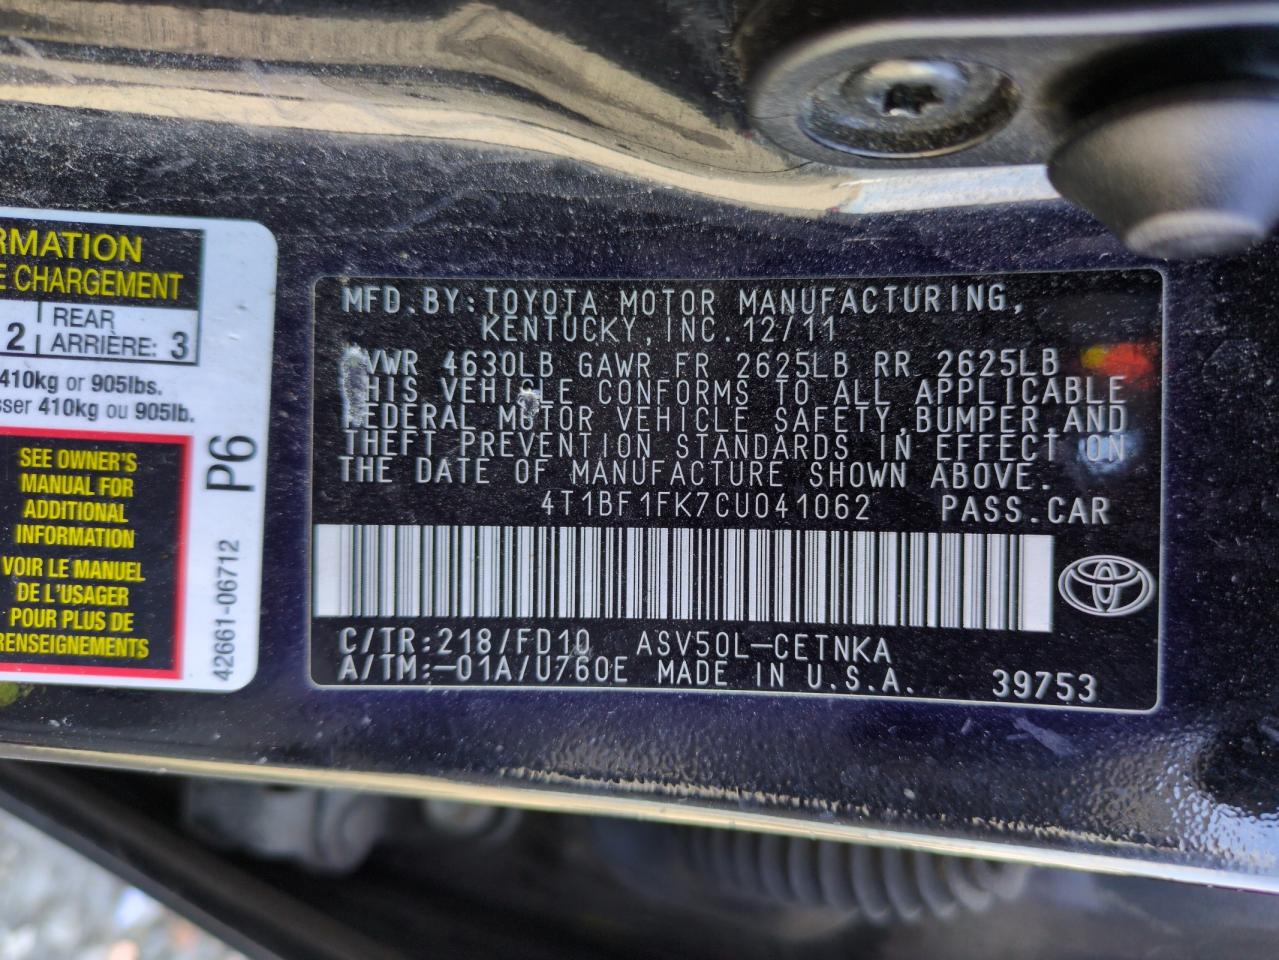 RMATION
E CHARGEMENT
2 REAR
ARRIÈRE: 3
410kg or 905lbs.
sser 410kg ou 905lb.
SEE OWNER'S
MANUAL FOR
ADDITIONAL
INFORMATION
VOIR LE MANUEL
DE L'USAGER
POUR PLUS DE
RENSEIGNEMENTS
P6
42661-06712
MFD.BY:TOYOTA MOTOR MANUFACTURING,
KENTUCKY,INC.12/11
VWR 4630LB GAWR FR 2625LB RR 2625LB
THIS VEHICLE CONFORMS TO ALL APPLICABLE
FEDERAL MOTOR VEHICLE SAFETY,BUMPER,AND
THEFT PREVENTION STANDARDS IN EFFECT ON
THE DATE OF MANUFACTURE SHOWN ABOVE.
4T1BF1FK7CU041062 PASS.CAR
C/TR:218/FD10 ASV50L-CETNKA
A/TM:-01A/U760E MADE IN U.S.A. 39753